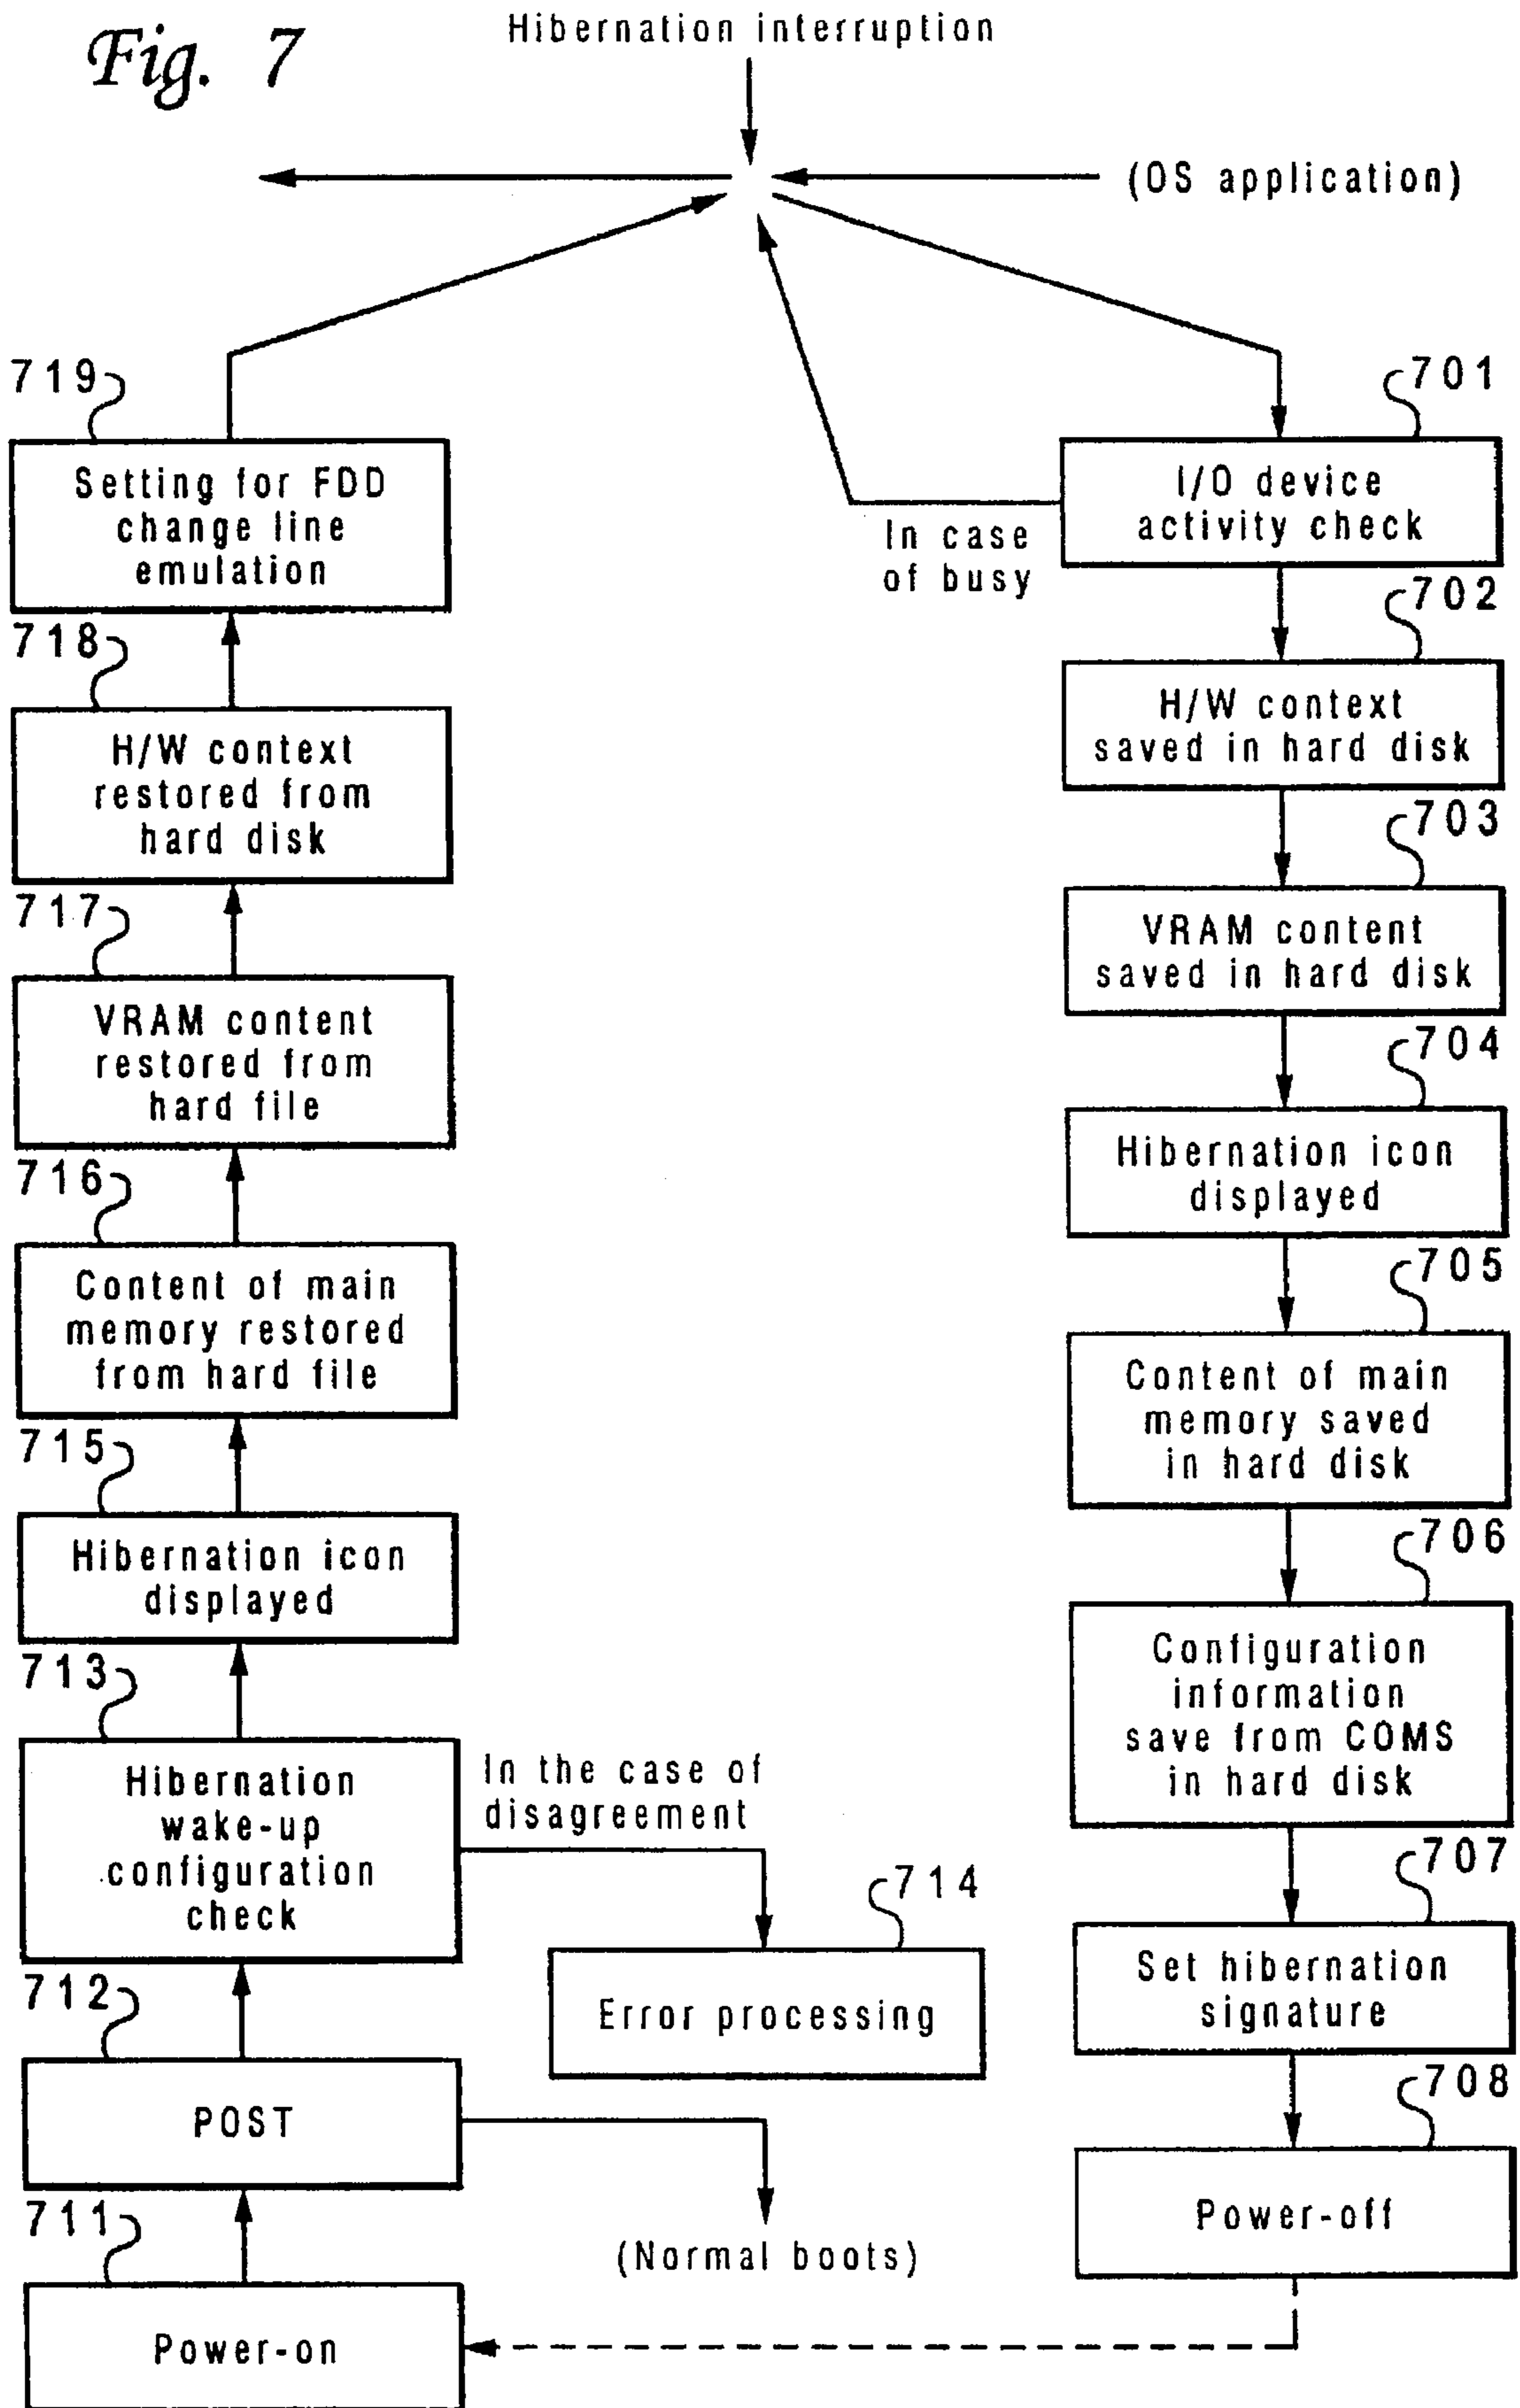 Fig. 7
Hibernation interruption
(OS application)
701
I/O device
activity check
In case
of busy
702
H/W context
saved in hard disk
703
VRAM content
saved in hard disk
704
Hibernation icon
displayed
705
Content of main
memory saved
in hard disk
706
Configuration
information
save from COMS
in hard disk
707
Set hibernation
signature
708
Power-off
711
Power-on
712
POST
(Normal boots)
713
Hibernation
wake-up
configuration
check
In the case of
disagreement
714
Error processing
715
Hibernation icon
displayed
716
Content of main
memory restored
from hard file
717
VRAM content
restored from
hard file
718
H/W context
restored from
hard disk
719
Setting for FDD
change line
emulation